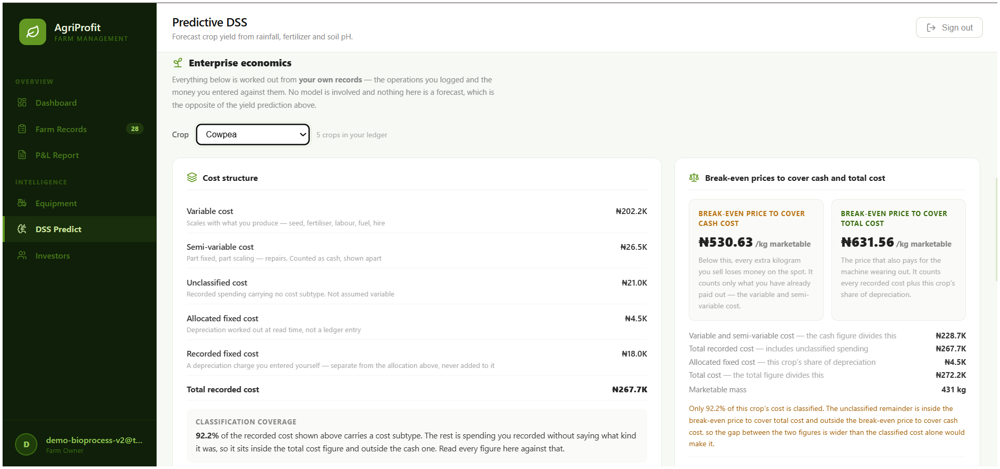 AgriProfit
FARM MANAGEMENT
OVERVIEW
Dashboard
Farm Records 28
P&L Report
INTELLIGENCE
Equipment
DSS Predict
Investors
D
demo-bioprocess-v2@t...
Farm Owner
Predictive DSS
Forecast crop yield from rainfall, fertilizer and soil pH.
Sign out
Enterprise economics
Everything below is worked out from your own records — the operations you logged and the
money you entered against them. No model is involved and nothing here is a forecast, which is
the opposite of the yield prediction above.
Crop Cowpea 5 crops in your ledger
Cost structure
Variable cost ₦202.2K
Scales with what you produce — seed, fertiliser, labour, fuel, hire
Semi-variable cost ₦26.5K
Part fixed, part scaling — repairs. Counted as cash, shown apart
Unclassified cost ₦21.0K
Recorded spending carrying no cost subtype. Not assumed variable
Allocated fixed cost ₦4.5K
Depreciation worked out at read time, not a ledger entry
Recorded fixed cost ₦18.0K
A depreciation charge you entered yourself — separate from the allocation above, never added to it
Total recorded cost ₦267.7K
CLASSIFICATION COVERAGE
92.2% of the recorded cost shown above carries a cost subtype. The rest is spending you recorded without saying what kind
it was, so it sits inside the total cost figure and outside the cash one. Read every figure here against that.
Break-even prices to cover cash and total cost
BREAK-EVEN PRICE TO COVER
CASH COST
₦530.63 /kg marketable
Below this, every extra kilogram
you sell loses money on the spot. It
counts only what you have already
paid out — the variable and semi-
variable cost.
BREAK-EVEN PRICE TO COVER
TOTAL COST
₦631.56 /kg marketable
The price that also pays for the
machine wearing out. It counts
every recorded cost plus this crop's
share of depreciation.
Variable and semi-variable cost — the cash figure divides this ₦228.7K
Total recorded cost — includes unclassified spending ₦267.7K
Allocated fixed cost — this crop's share of depreciation ₦4.5K
Total cost — the total figure divides this ₦272.2K
Marketable mass 431 kg
Only 92.2% of this crop's cost is classified. The unclassified remainder is inside the
break-even price to cover total cost and outside the break-even price to cover cash
cost, so the gap between the two figures is wider than the classified cost alone would
make it.